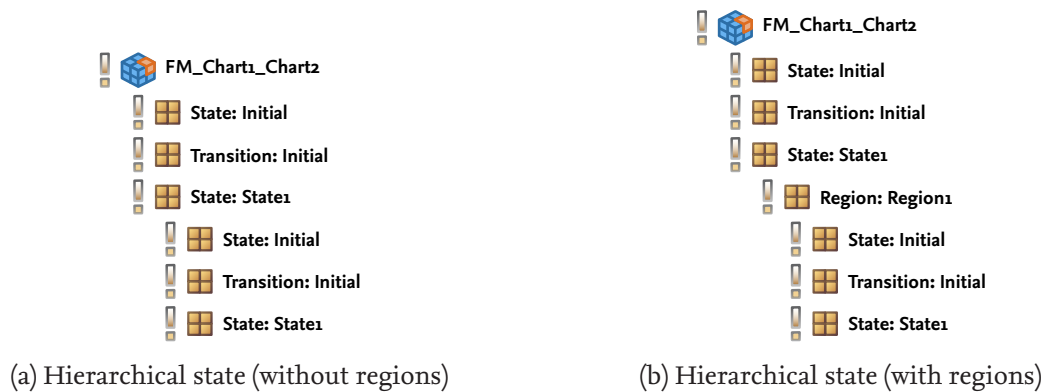 FM_Chart1_Chart2
State: Initial
Transition: Initial
State: State1
State: Initial
Transition: Initial
State: State1
(a) Hierarchical state (without regions)
FM_Chart1_Chart2
State: Initial
Transition: Initial
State: State1
Region: Region1
State: Initial
Transition: Initial
State: State1
(b) Hierarchical state (with regions)